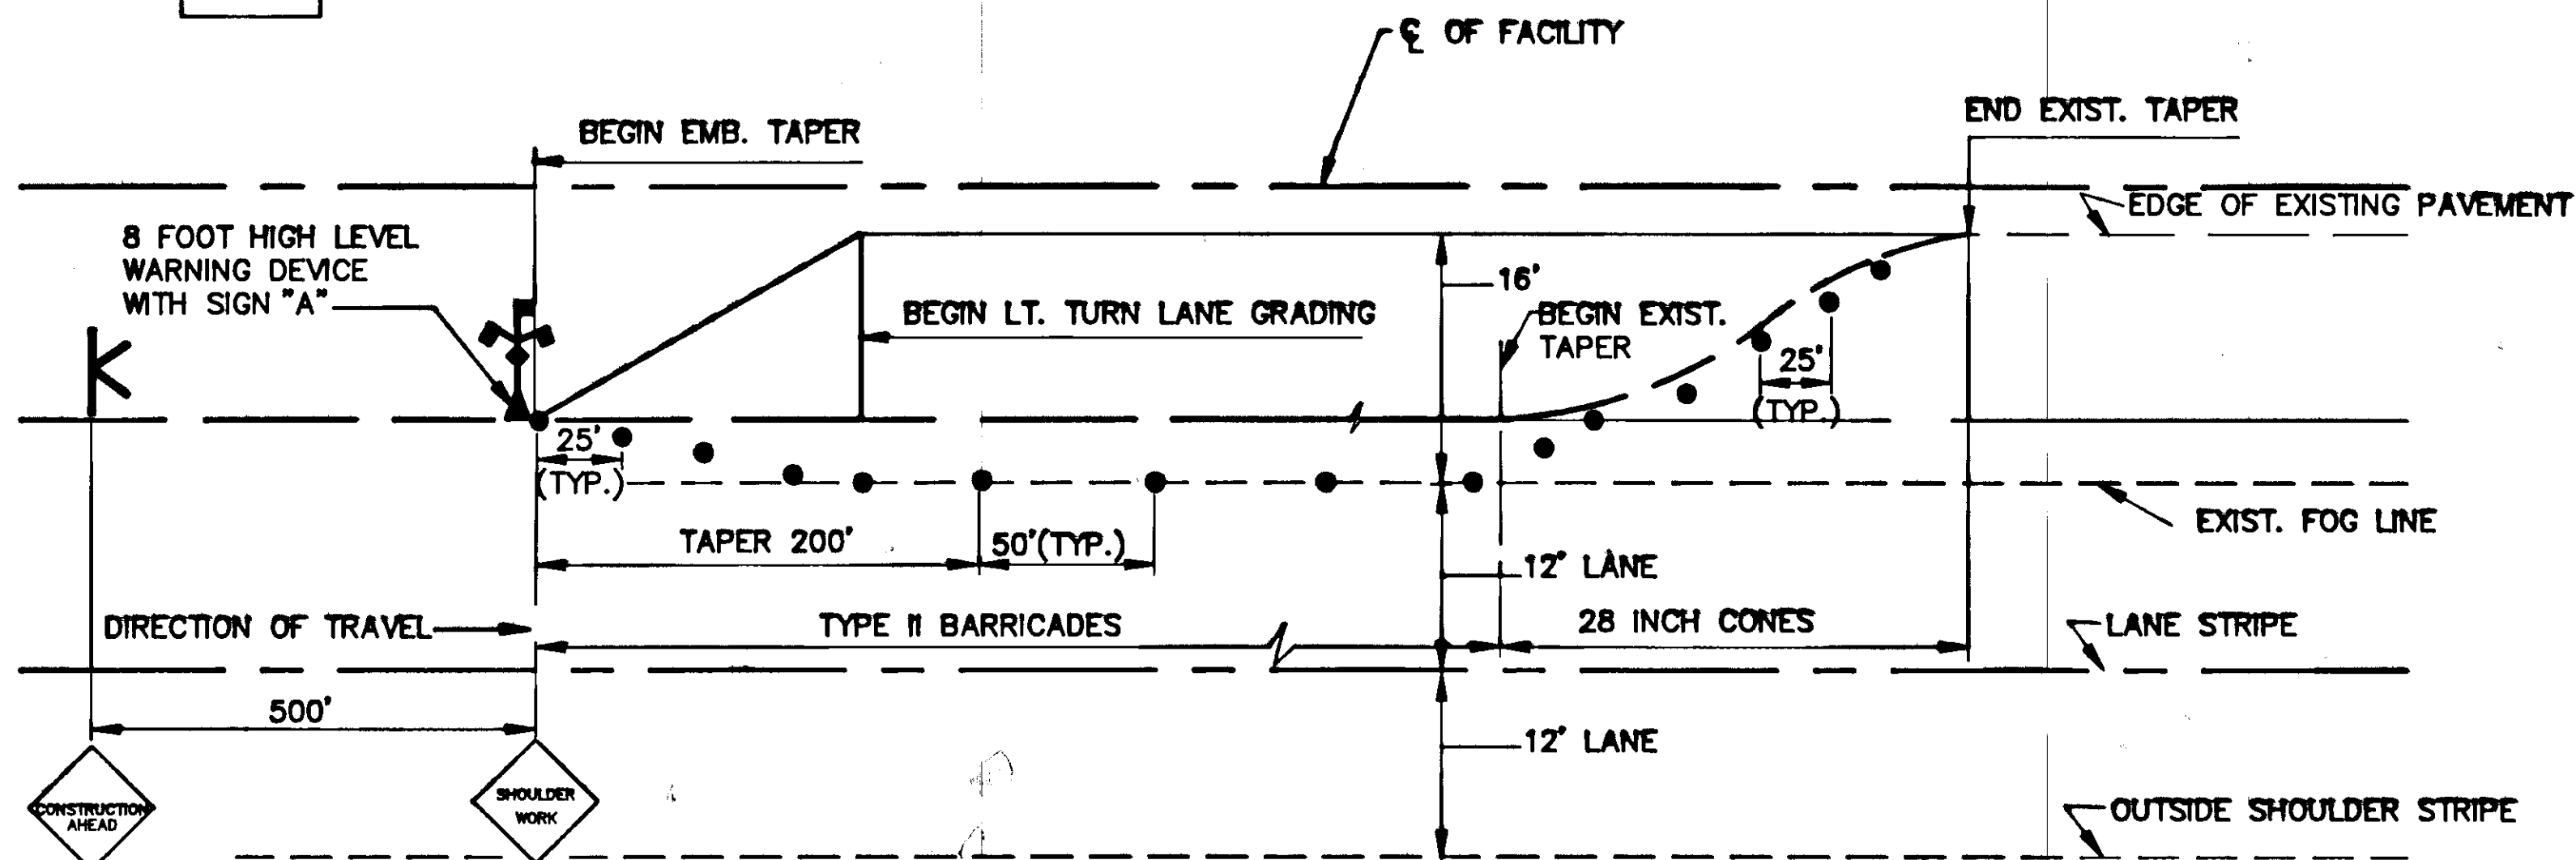 ℄ OF FACILITY
END EXIST. TAPER
BEGIN EMB. TAPER
EDGE OF EXISTING PAVEMENT
8 FOOT HIGH LEVEL
WARNING DEVICE
WITH SIGN "A"
16'
BEGIN LT. TURN LANE GRADING
BEGIN EXIST.
TAPER
25'
(TYP.)
25'
(TYP.)
EXIST. FOG LINE
TAPER 200'
50'(TYP.)
12' LANE
DIRECTION OF TRAVEL
TYPE II BARRICADES
28 INCH CONES
LANE STRIPE
500'
12' LANE
CONSTRUCTION
AHEAD
SHOULDER
WORK
OUTSIDE SHOULDER STRIPE